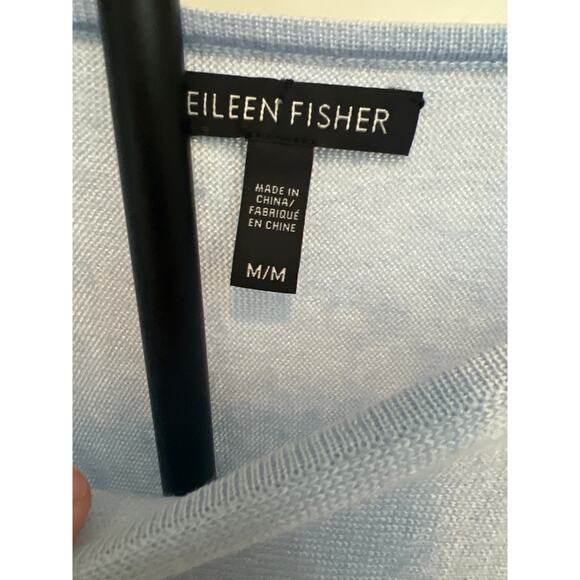 EILEEN FISHER
MADE IN
CHINA/
FABRIQUÉ
EN CHINE
M/M